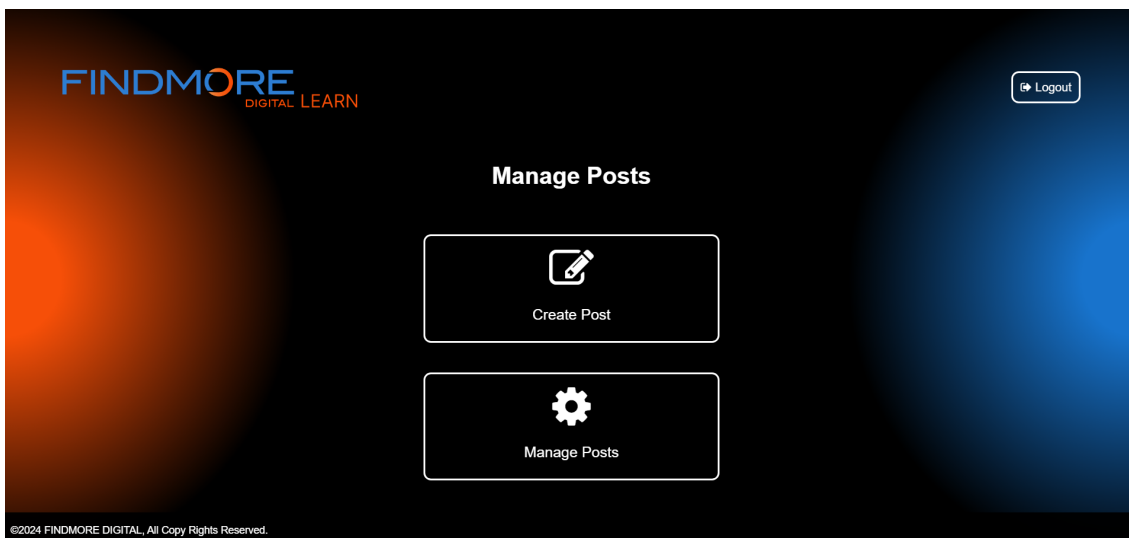 FINDMORE
DIGITAL LEARN
Logout
Manage Posts
Create Post
Manage Posts
©2024 FINDMORE DIGITAL, All Copy Rights Reserved.